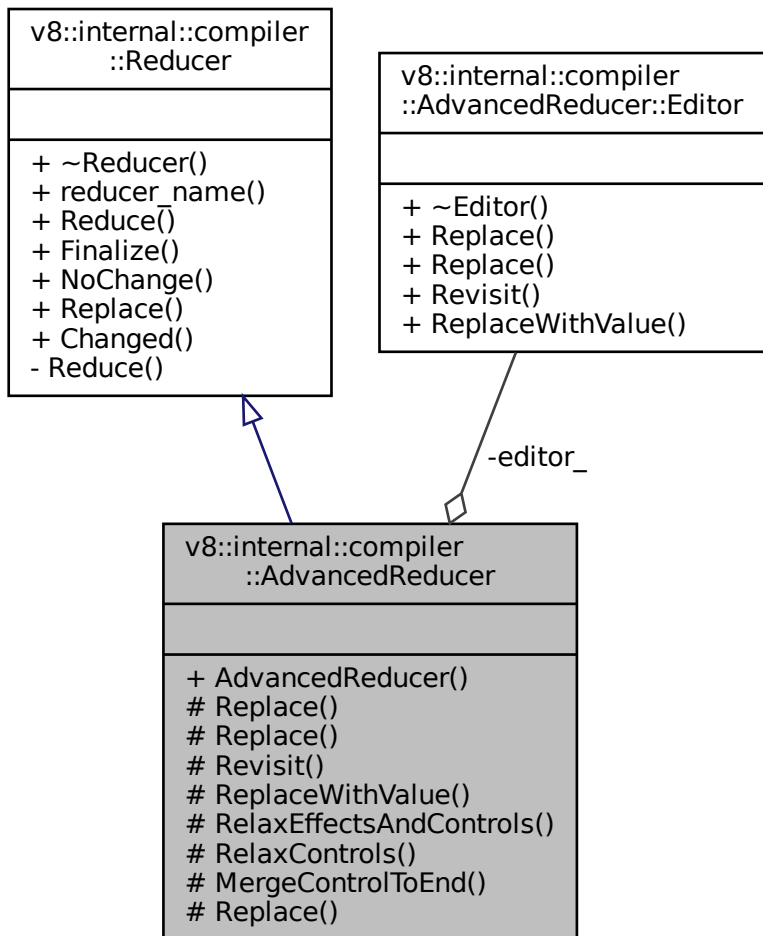 v8::internal::compiler
::Reducer
+ ~Reducer()
+ reducer_name()
+ Reduce()
+ Finalize()
+ NoChange()
+ Replace()
+ Changed()
- Reduce()
v8::internal::compiler
::AdvancedReducer::Editor
+ ~Editor()
+ Replace()
+ Replace()
+ Revisit()
+ ReplaceWithValue()
-editor_
v8::internal::compiler
::AdvancedReducer
+ AdvancedReducer()
# Replace()
# Replace()
# Revisit()
# ReplaceWithValue()
# RelaxEffectsAndControls()
# RelaxControls()
# MergeControlToEnd()
# Replace()